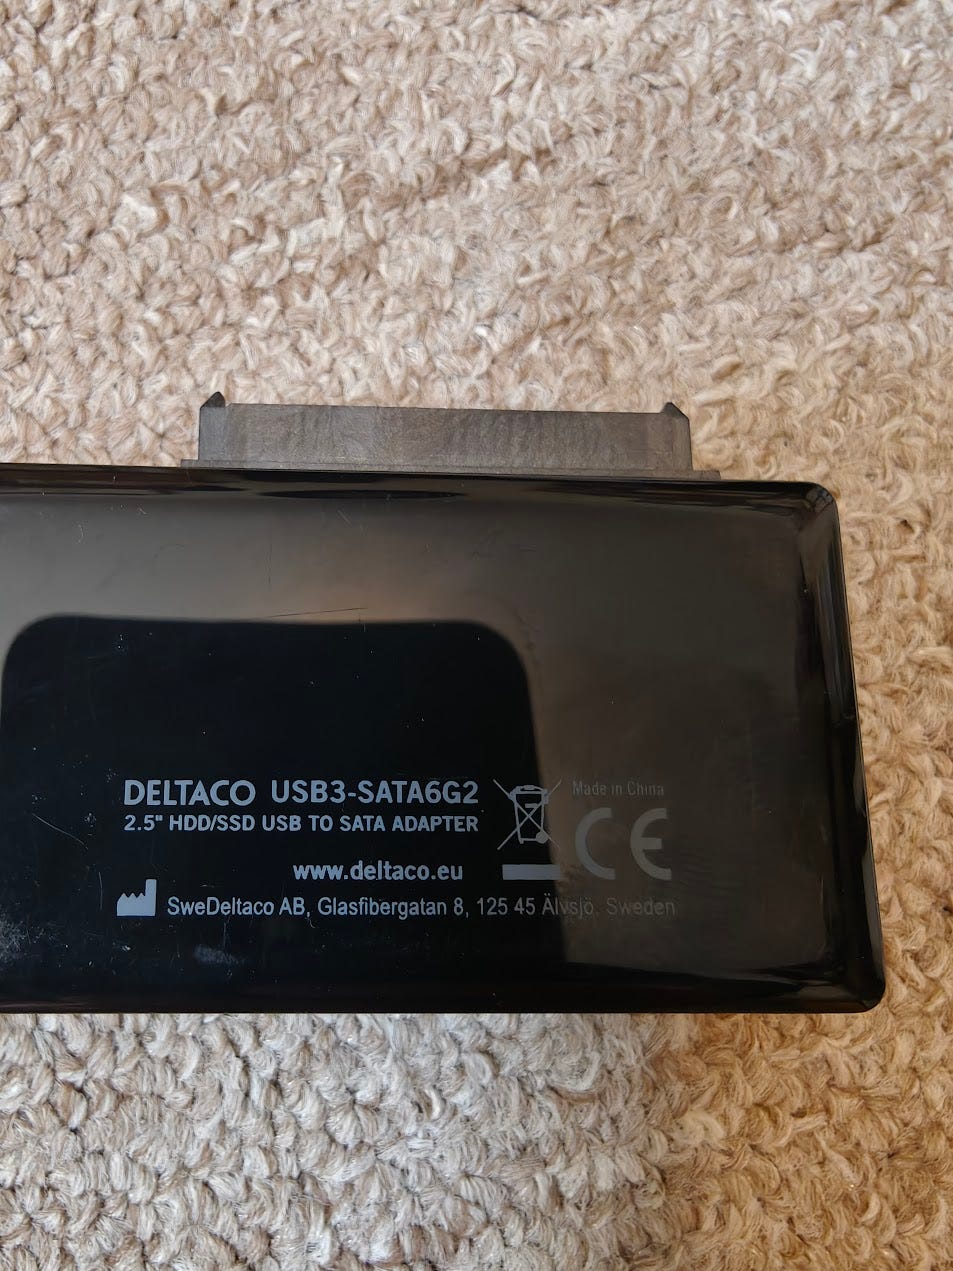 DELTACO USB3-SATA6G2
2.5" HDD/SSD USB TO SATA ADAPTER
Made in China
CE
www.deltaco.eu
SweDeltaco AB, Glasfibergatan 8, 125 45 Älvsjö, Sweden